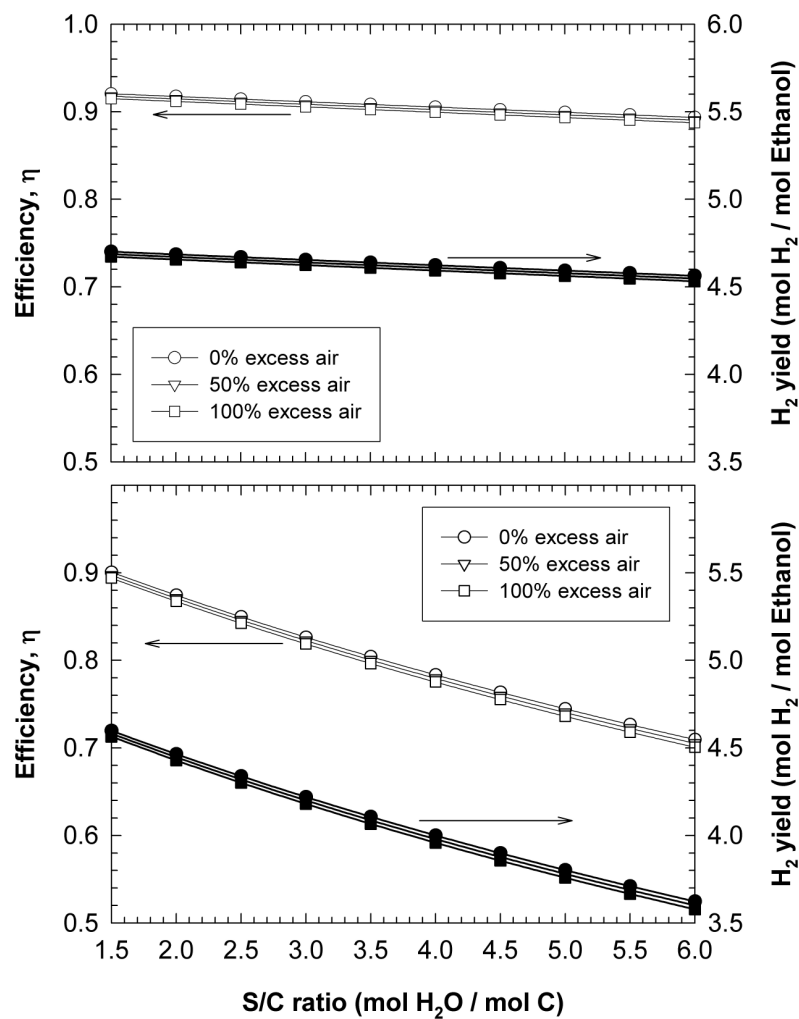 1.0
0.9
0.8
0.7
0.6
0.5
Efficiency, η
6.0
5.5
5.0
4.5
4.0
3.5
H₂ yield (mol H₂ / mol Ethanol)
0% excess air
50% excess air
100% excess air
0.9
0.8
0.7
0.6
0.5
Efficiency, η
5.5
5.0
4.5
4.0
3.5
H₂ yield (mol H₂ / mol Ethanol)
0% excess air
50% excess air
100% excess air
1.5 2.0 2.5 3.0 3.5 4.0 4.5 5.0 5.5 6.0
S/C ratio (mol H₂O / mol C)